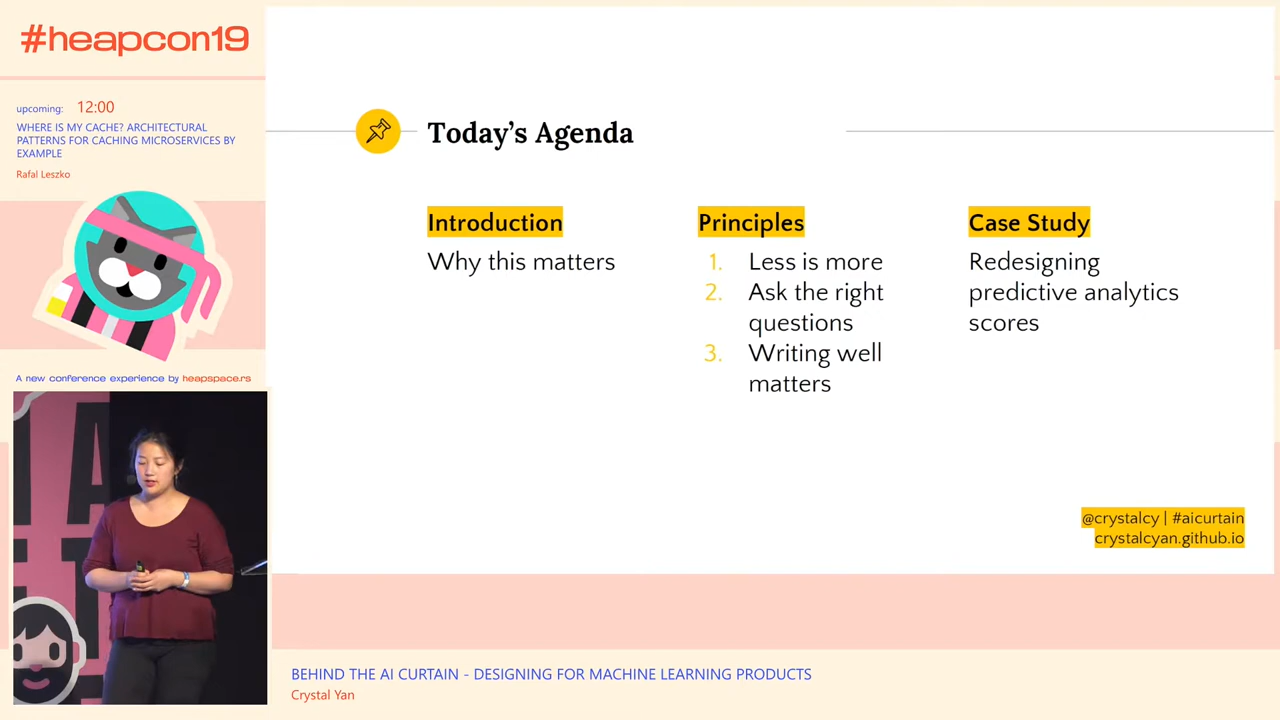 #heapcon19
upcoming: 12:00
WHERE IS MY CACHE? ARCHITECTURAL
PATTERNS FOR CACHING MICROSERVICES BY
EXAMPLE
Rafal Leszko
A new conference experience by heapspace.rs
Today’s Agenda
Introduction
Why this matters
Principles
1. Less is more
2. Ask the right
questions
3. Writing well
matters
Case Study
Redesigning
predictive analytics
scores
@crystalcy | #aicurtain
crystalcyan.github.io
BEHIND THE AI CURTAIN - DESIGNING FOR MACHINE LEARNING PRODUCTS
Crystal Yan